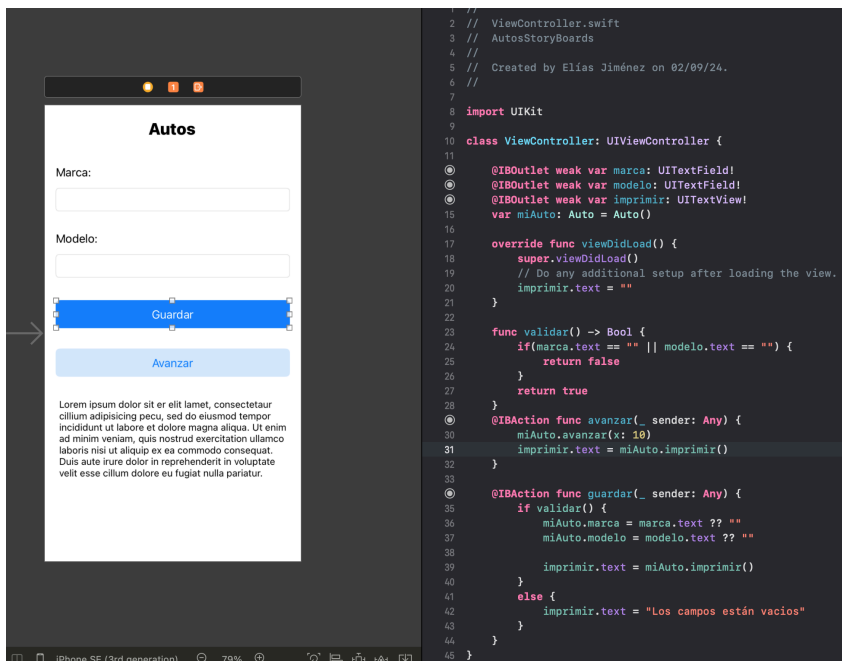 Autos
Marca:
Modelo:
Guardar
Avanzar
Lorem ipsum dolor sit er elit lamet, consectetaur
cillium adipisicing pecu, sed do eiusmod tempor
incididunt ut labore et dolore magna aliqua. Ut enim
ad minim veniam, quis nostrud exercitation ullamco
laboris nisi ut aliquip ex ea commodo consequat.
Duis aute irure dolor in reprehenderit in voluptate
velit esse cillum dolore eu fugiat nulla pariatur.
iPhone SE (3rd generation) 79%
1 //
2 // ViewController.swift
3 // AutosStoryBoards
4 //
5 // Created by Elías Jiménez on 02/09/24.
6 //
7
8 import UIKit
9
10 class ViewController: UIViewController {
11
@IBOutlet weak var marca: UITextField!
@IBOutlet weak var modelo: UITextField!
@IBOutlet weak var imprimir: UITextView!
15 var miAuto: Auto = Auto()
16
17 override func viewDidLoad() {
18 super.viewDidLoad()
19 // Do any additional setup after loading the view.
20 imprimir.text = ""
21 }
22
23 func validar() -> Bool {
24 if(marca.text == "" || modelo.text == "") {
25 return false
26 }
27 return true
28 }
@IBAction func avanzar(_ sender: Any) {
30 miAuto.avanzar(x: 10)
31 imprimir.text = miAuto.imprimir()
32 }
33
@IBAction func guardar(_ sender: Any) {
35 if validar() {
36 miAuto.marca = marca.text ?? ""
37 miAuto.modelo = modelo.text ?? ""
38
39 imprimir.text = miAuto.imprimir()
40 }
41 else {
42 imprimir.text = "Los campos están vacios"
43 }
44 }
45 }